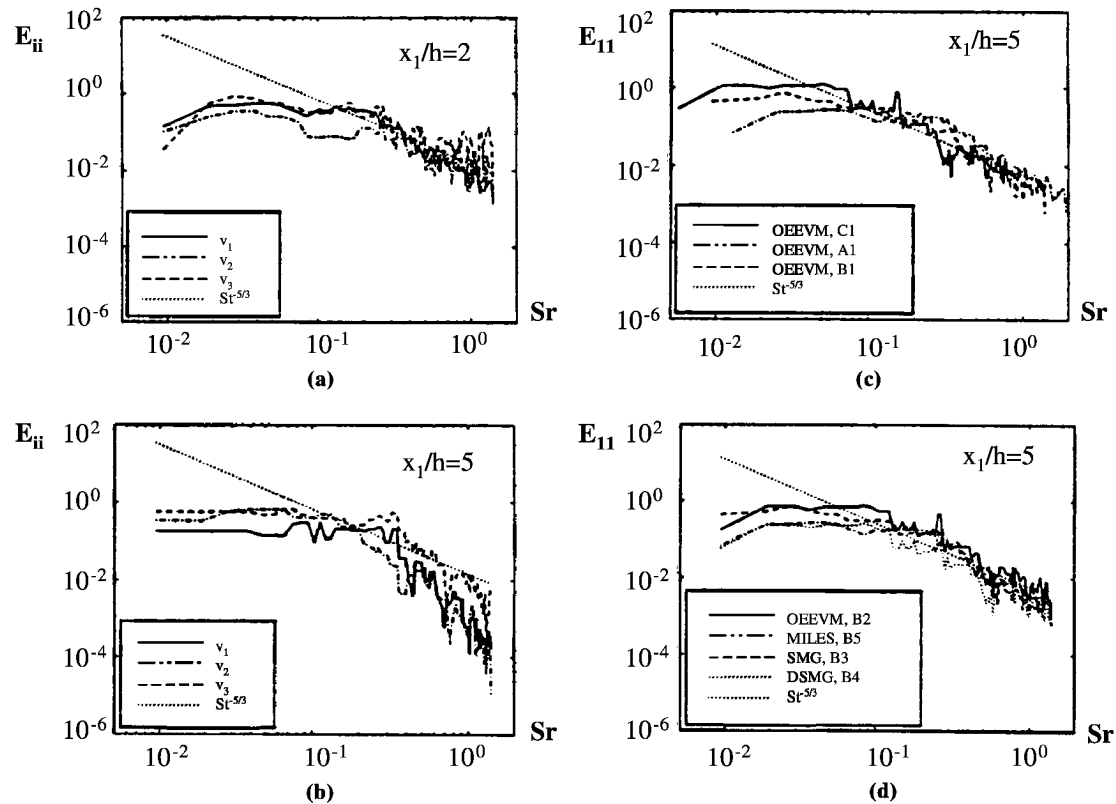 E_ii
10^2
10^0
10^-2
10^-4
10^-6
x_1/h=2
v_1
v_2
v_3
St^-5/3
10^-2
10^-1
10^0
Sr
(a)
E_11
10^2
10^0
10^-2
10^-4
10^-6
x_1/h=5
OEEVM, C1
OEEVM, A1
OEEVM, B1
St^-5/3
10^-2
10^-1
10^0
Sr
(c)
E_ii
10^2
10^0
10^-2
10^-4
10^-6
x_1/h=5
v_1
v_2
v_3
St^-5/3
10^-2
10^-1
10^0
Sr
(b)
E_11
10^2
10^0
10^-2
10^-4
10^-6
x_1/h=5
OEEVM, B2
MILES, B5
SMG, B3
DSMG, B4
St^-5/3
10^-2
10^-1
10^0
Sr
(d)